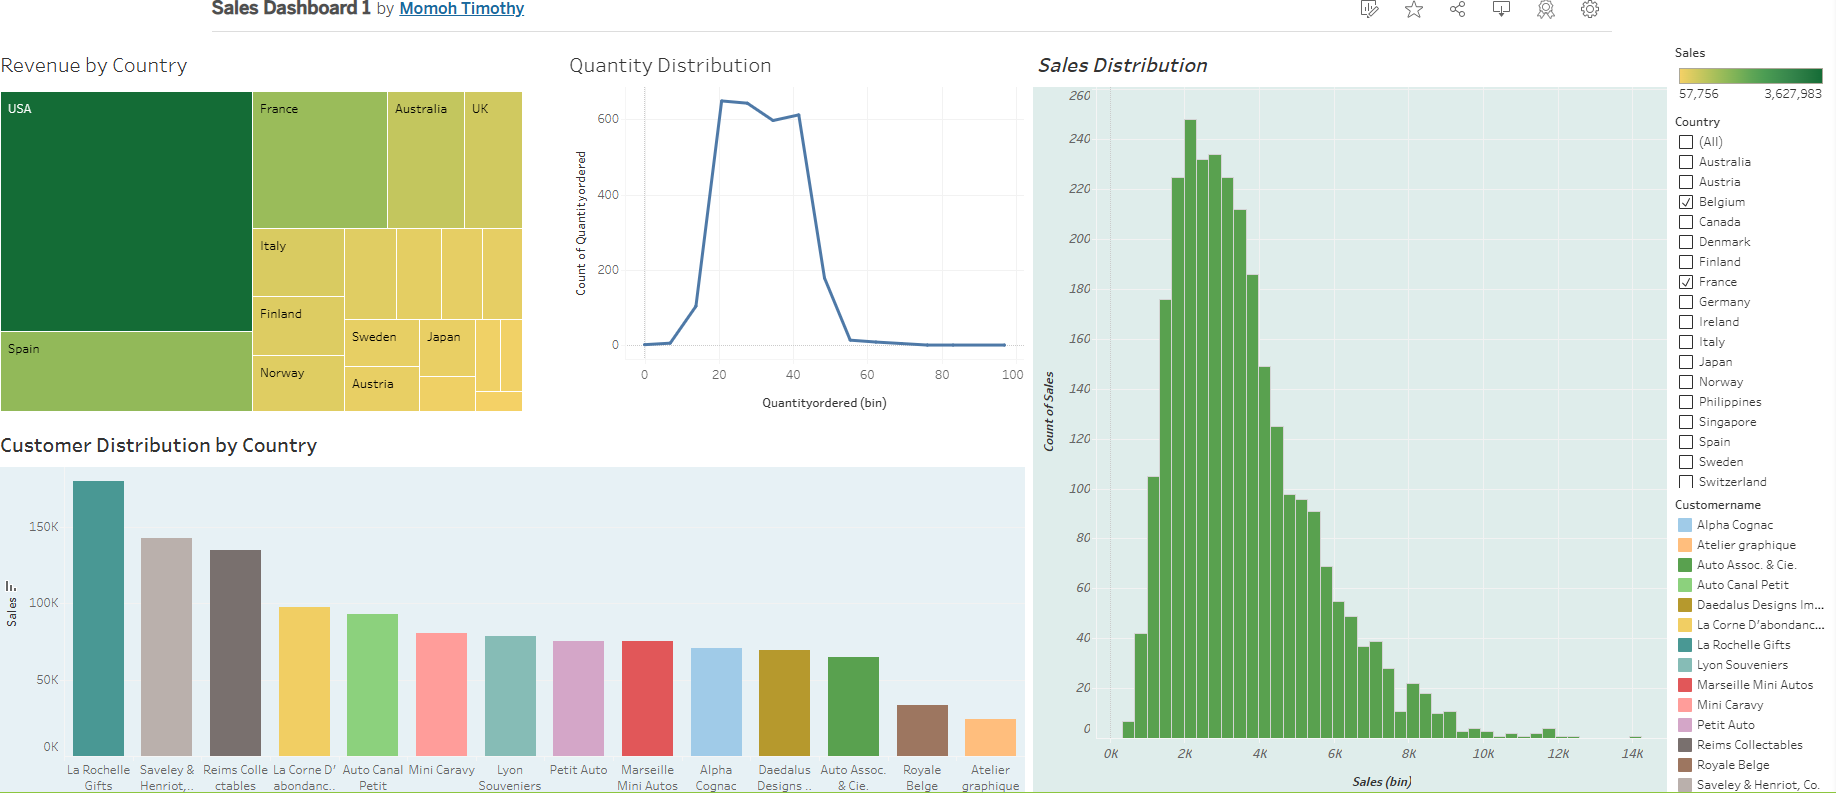 Sales Dashboard 1 by Momoh Timothy
Revenue by Country
USA
France
Australia
UK
Italy
Finland
Norway
Sweden
Japan
Austria
Spain
Quantity Distribution
Count of Quantityordered
600
400
200
0
0
20
40
60
80
100
Quantityordered (bin)
Customer Distribution by Country
Sales
150K
100K
50K
0K
La Rochelle
Gifts
Saveley &
Henriot,..
Reims Colle
ctables
La Corne D'
abondanc..
Auto Canal
Petit
Mini Caravy
Lyon
Souveniers
Petit Auto
Marseille
Mini Autos
Alpha
Cognac
Daedalus
Designs ..
Auto Assoc.
& Cie.
Royale
Belge
Atelier
graphique
Sales Distribution
Count of Sales
260
240
220
200
180
160
140
120
100
80
60
40
20
0
0K
2K
4K
6K
8K
10K
12K
14K
Sales (bin)
Sales
57,756
3,627,983
Country
(All)
Australia
Austria
Belgium
Canada
Denmark
Finland
France
Germany
Ireland
Italy
Japan
Norway
Philippines
Singapore
Spain
Sweden
Switzerland
Customername
Alpha Cognac
Atelier graphique
Auto Assoc. & Cie.
Auto Canal Petit
Daedalus Designs Im...
La Corne D'abondanc...
La Rochelle Gifts
Lyon Souveniers
Marseille Mini Autos
Mini Caravy
Petit Auto
Reims Collectables
Royale Belge
Saveley & Henriot, Co.